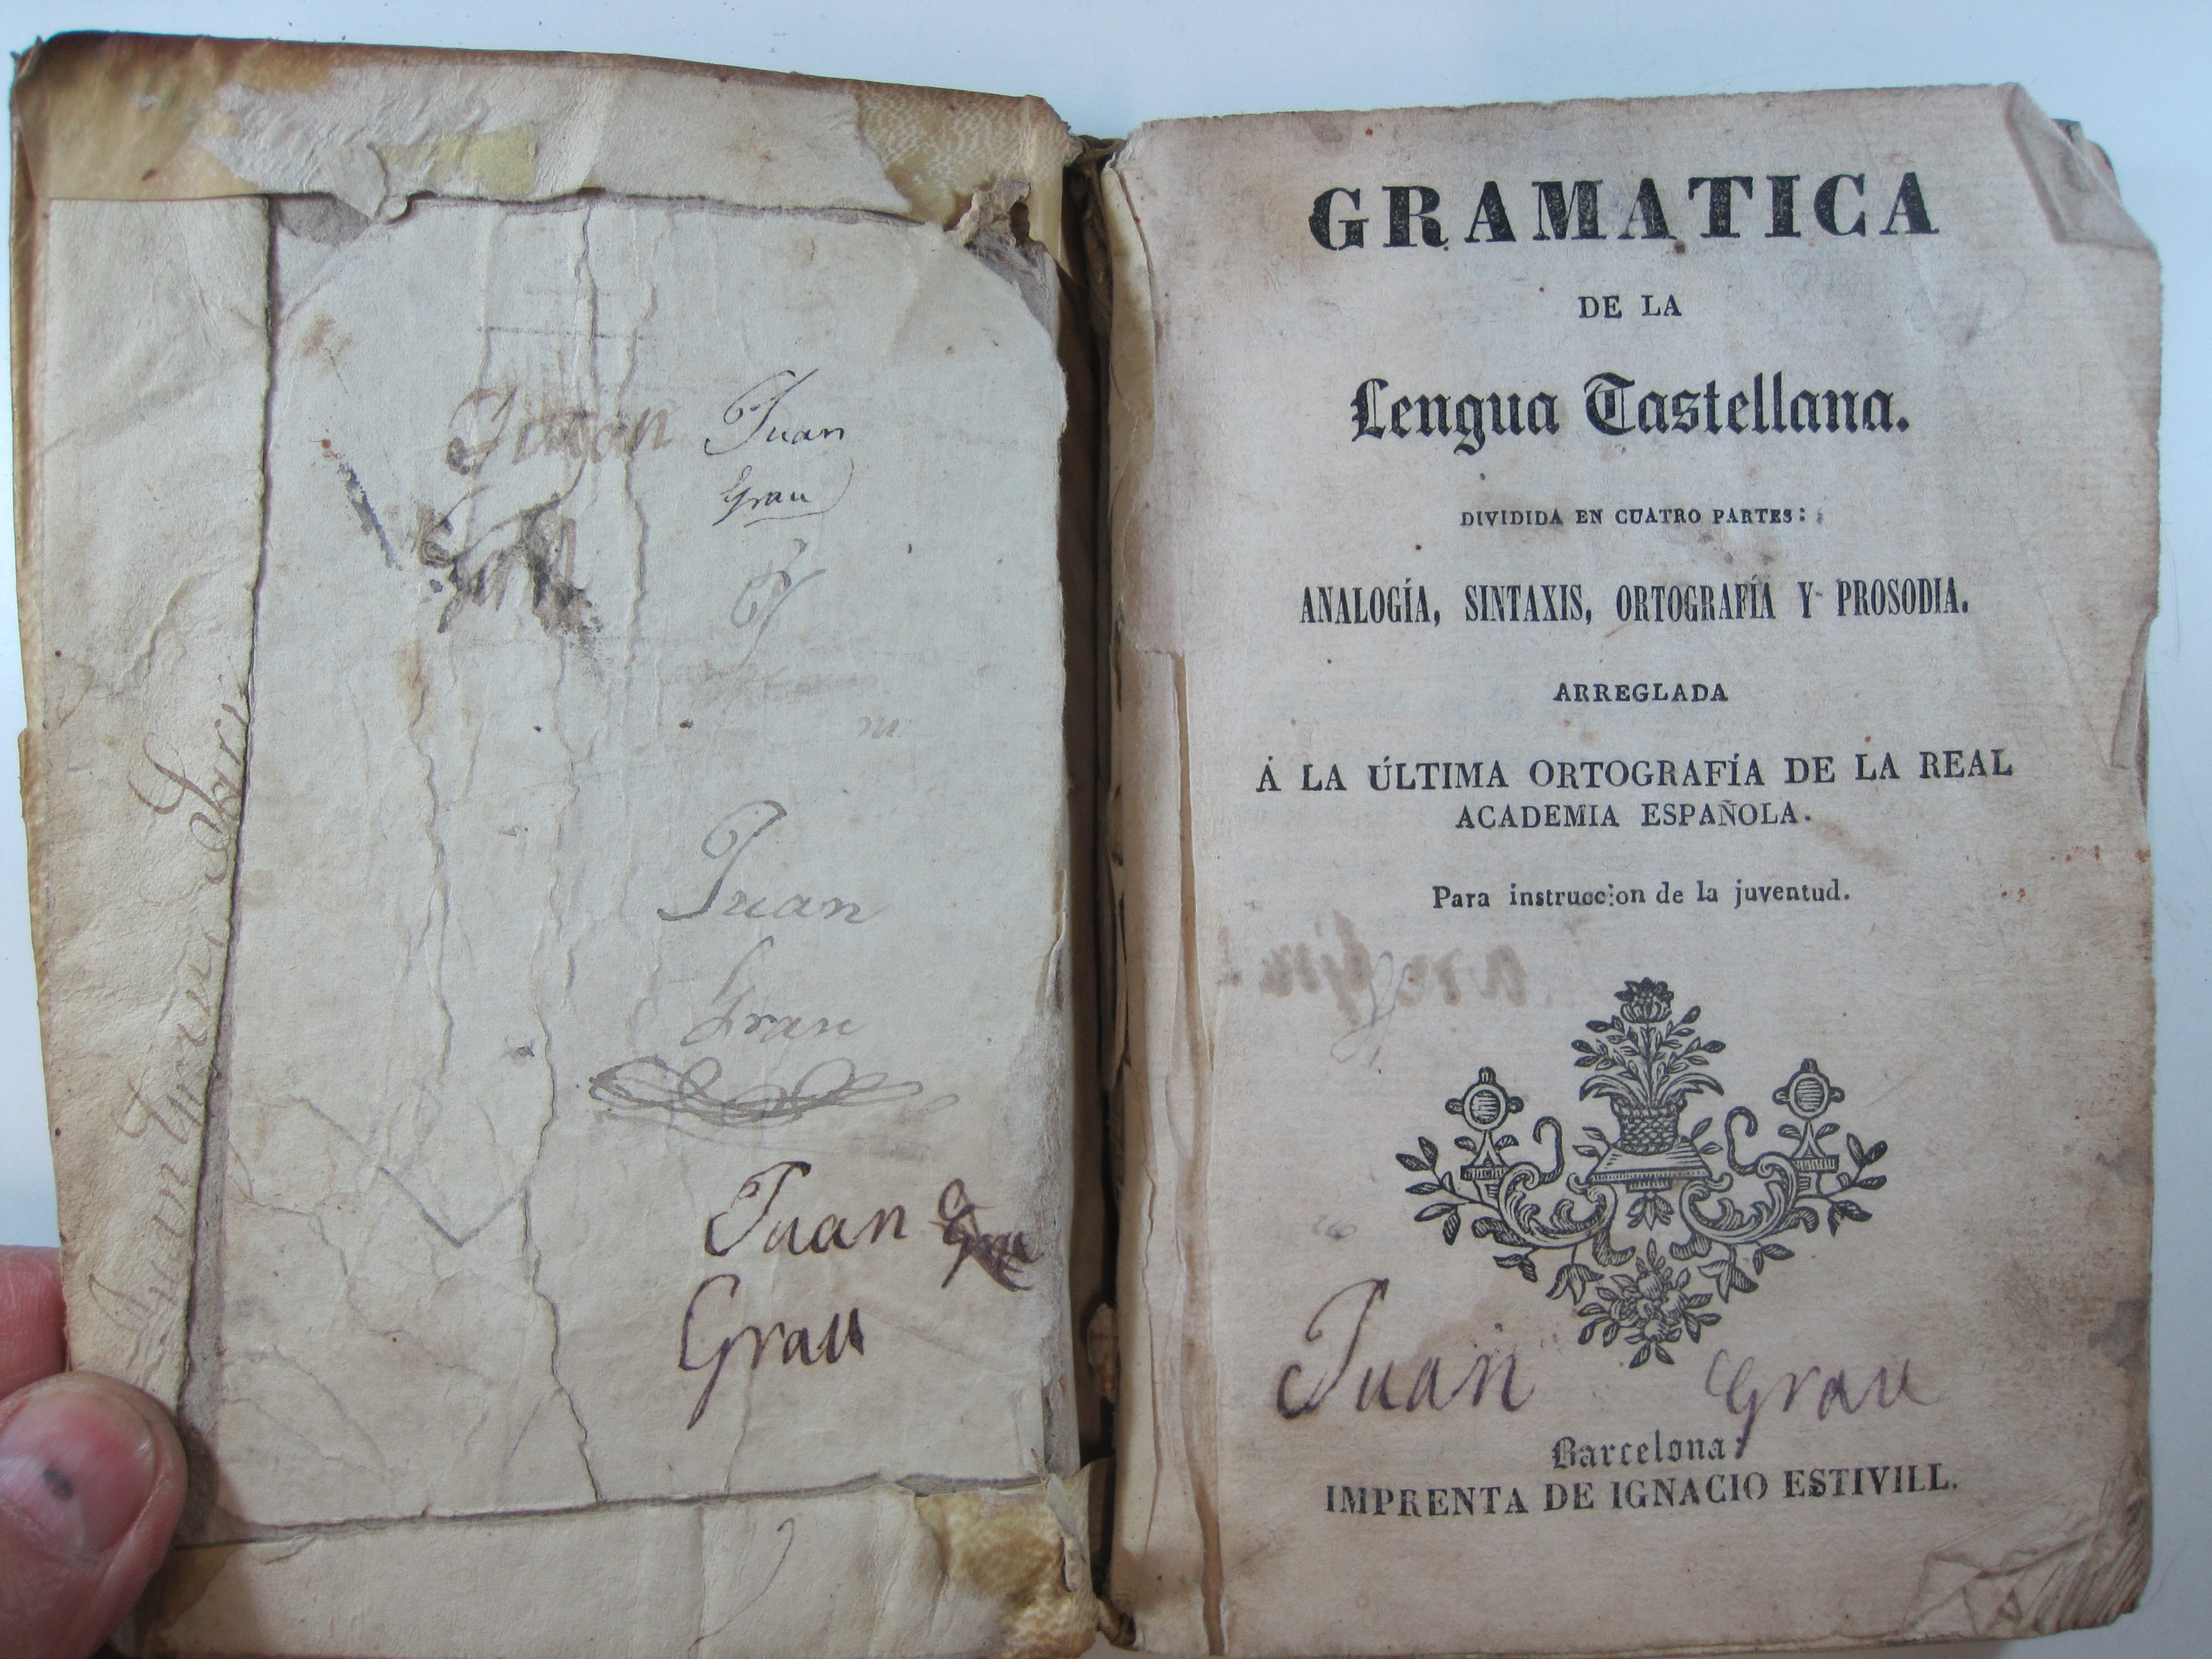 Juan
Juan
Grau
Juan
Grau
Juan
Grau
GRAMATICA
DE LA
Lengua Castellana.
DIVIDIDA EN CUATRO PARTES:
ANALOGÍA, SINTAXIS, ORTOGRAFÍA Y PROSODIA.
ARREGLADA
Á LA ÚLTIMA ORTOGRAFÍA DE LA REAL
ACADEMIA ESPAÑOLA.
Para instruccion de la juventud.
Juan Grau
Barcelona:
IMPRENTA DE IGNACIO ESTIVILL.